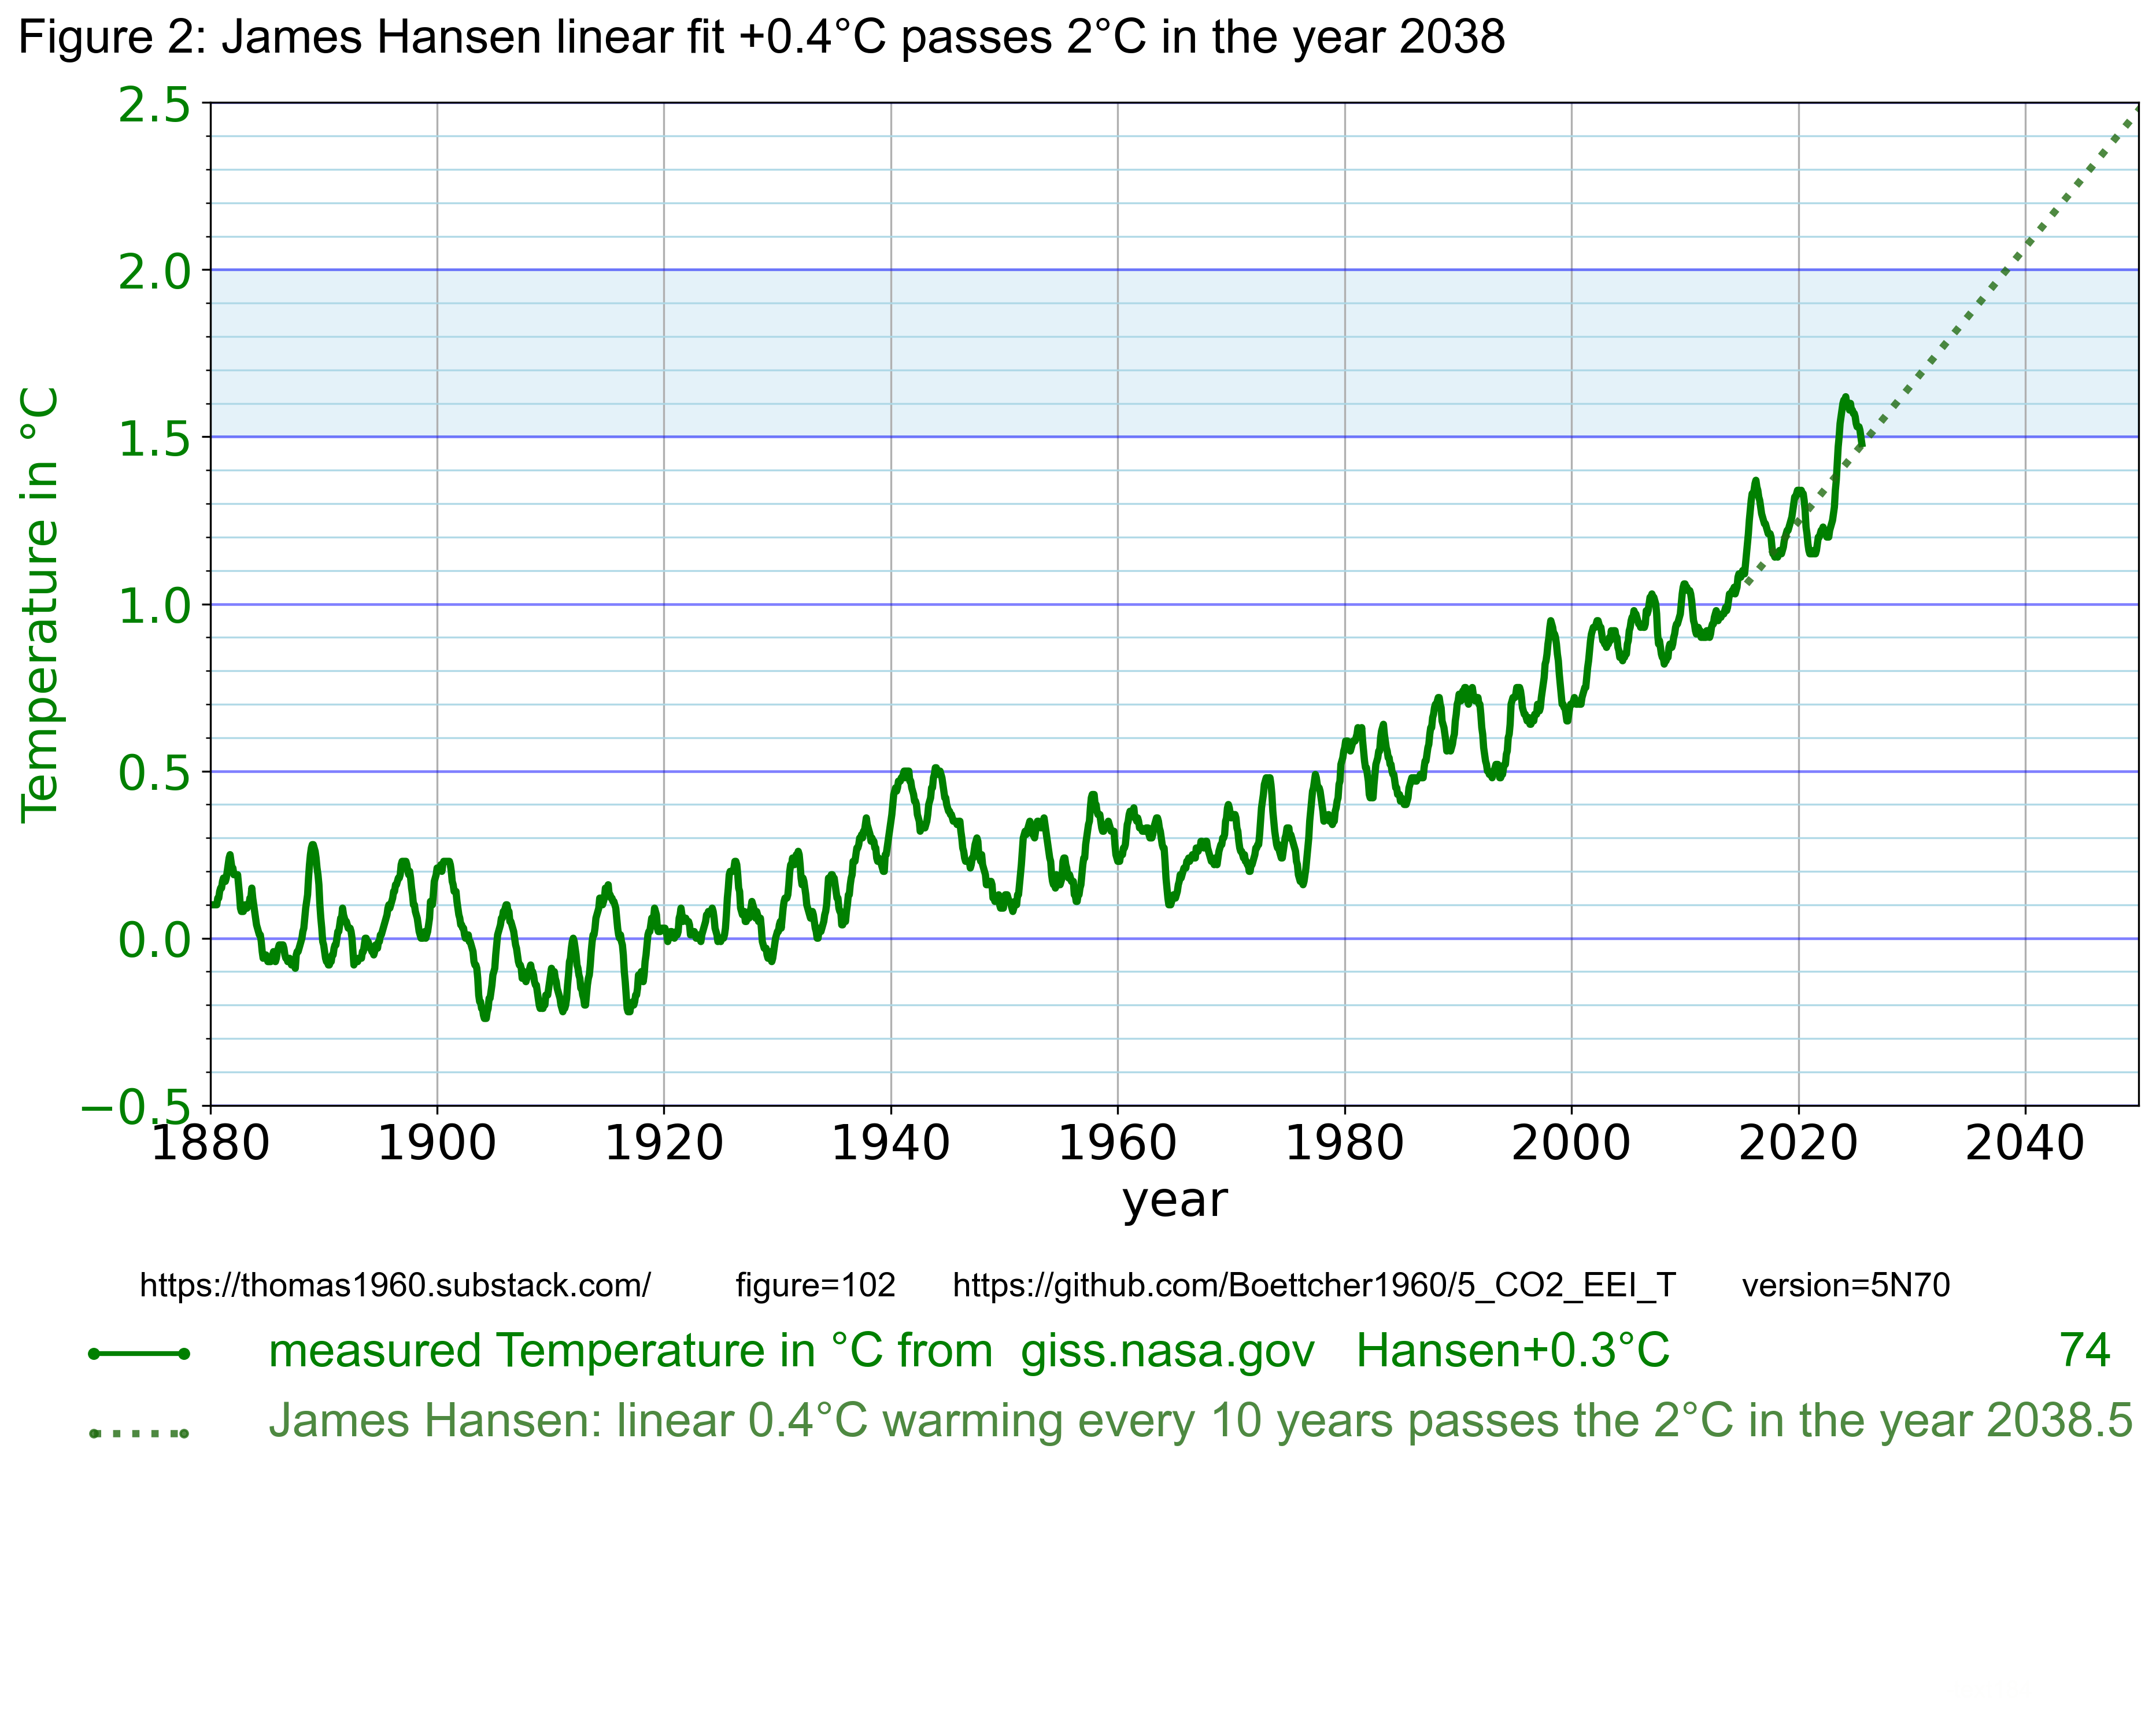 Figure 2: James Hansen linear fit +0.4°C passes 2°C in the year 2038
2.5
2.0
1.5
1.0
0.5
0.0
−0.5
Temperature in °C
1880 1900 1920 1940 1960 1980 2000 2020 2040
year
https://thomas1960.substack.com/ figure=102 https://github.com/Boettcher1960/5_CO2_EEI_T version=5N70
measured Temperature in °C from giss.nasa.gov Hansen+0.3°C 74
James Hansen: linear 0.4°C warming every 10 years passes the 2°C in the year 2038.5